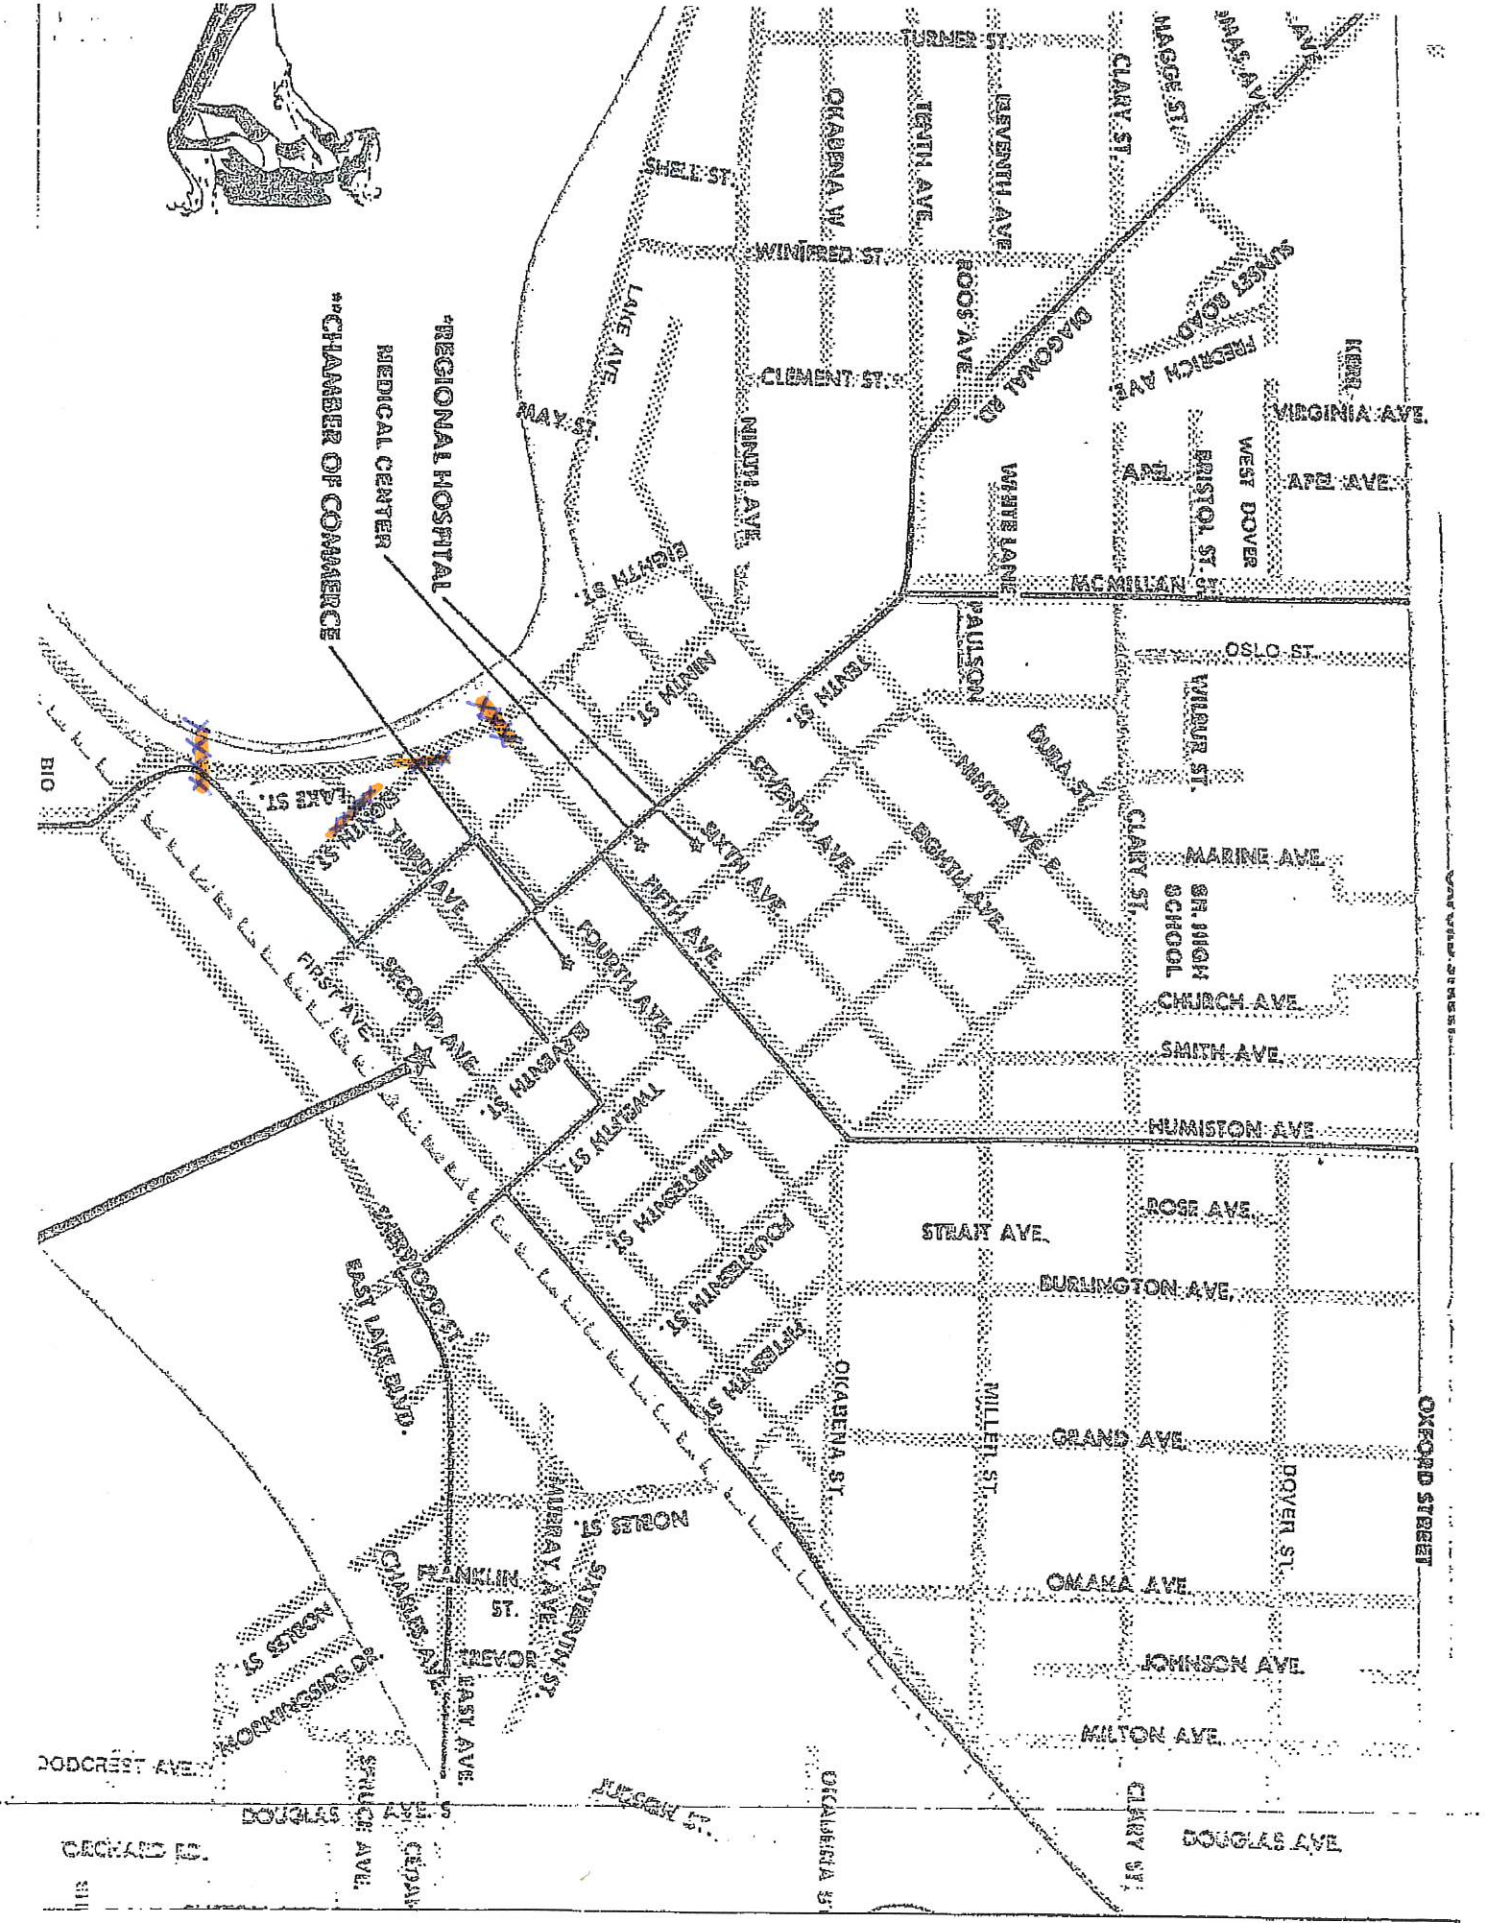 TURNER ST.
CLARY ST.
OKABENA W
TENTH AVE.
ELEVENTH AVE
SHELL ST.
WINIFRED ST.
ROOS AVE.
SUNSET ROAD
LAKE AVE.
DIAGONAL RD.
FREDRICH AVE.
KERR
CLEMENT ST.
VIRGINIA AVE.
MAY ST.
NINTH AVE.
WHITE LANE
APEL
BRISTOL ST.
WEST DOVER
APEL AVE.
*REGIONAL HOSPITAL
MEDICAL CENTER
**CHAMBER OF COMMERCE
EIGHTH ST.
MCMILLAN ST.
PAULSON
OSLO ST.
NINTH ST.
TENTH ST.
WILBUR ST.
DURA ST.
BIO
LAKE ST.
SEVENTH AVE.
NINTH AVE.
SIXTH AVE.
EIGHTH AVE.
CLARY ST.
MARINE AVE.
THIRD AVE.
FIFTH AVE.
SR. HIGH
SCHOOL
FIRST AVE.
SECOND AVE.
FOURTH AVE.
CHURCH AVE.
SMITH AVE.
ELEVENTH ST.
TWELFTH ST.
HUMISTON AVE
THIRTEENTH ST.
ROSE AVE.
STRAIT AVE.
FOURTEENTH ST.
BURLINGTON AVE.
SHERWOOD ST.
EAST LAKE BLVD.
FIFTEENTH S
OKABENA ST.
MILLER ST.
GRAND AVE.
DOVER ST.
OXFORD STREET
NOBLES ST.
MURRAY AVE.
CHARLES AVE.
FRANKLIN
ST.
SIXTEENTH ST.
OMAHA AVE.
NOBLES ST.
TREVOR
JOHNSON AVE.
MORNINGSIDE DR.
EAST AVE.
MILTON AVE.
ODCREST AVE.
SPRUCE AVE.
DOUGLAS AVE. S
CEDAR
CLARY ST.
DOUGLAS AVE.
ORCHARD RD.